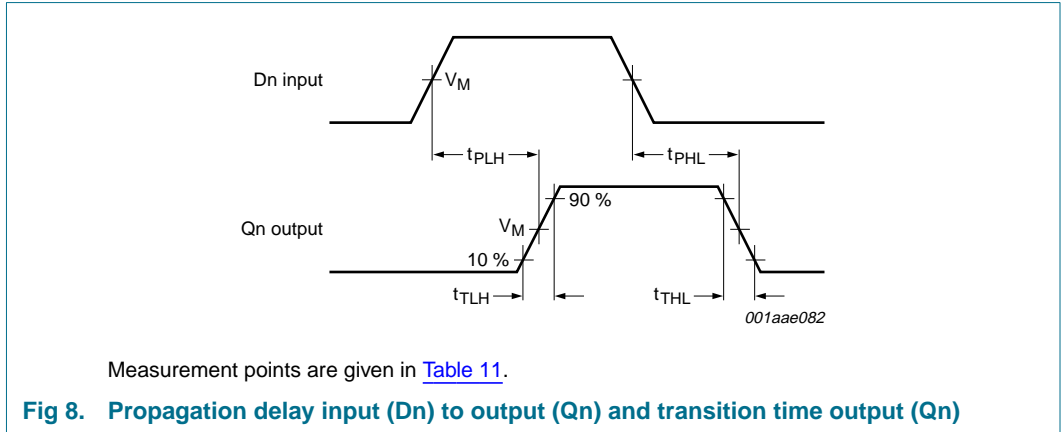 Dn input
VM
tPLH
tPHL
90 %
Qn output
VM
10 %
tTLH
tTHL
001aae082
Measurement points are given in Table 11.
Fig 8. Propagation delay input (Dn) to output (Qn) and transition time output (Qn)